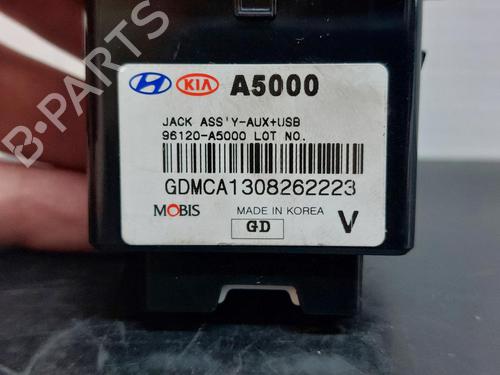 KIA A5000
JACK ASS'Y-AUX+USB
96120-A5000 LOT NO.
GDMCA1308262223
MOBIS MADE IN KOREA
GD V
B-PARTS